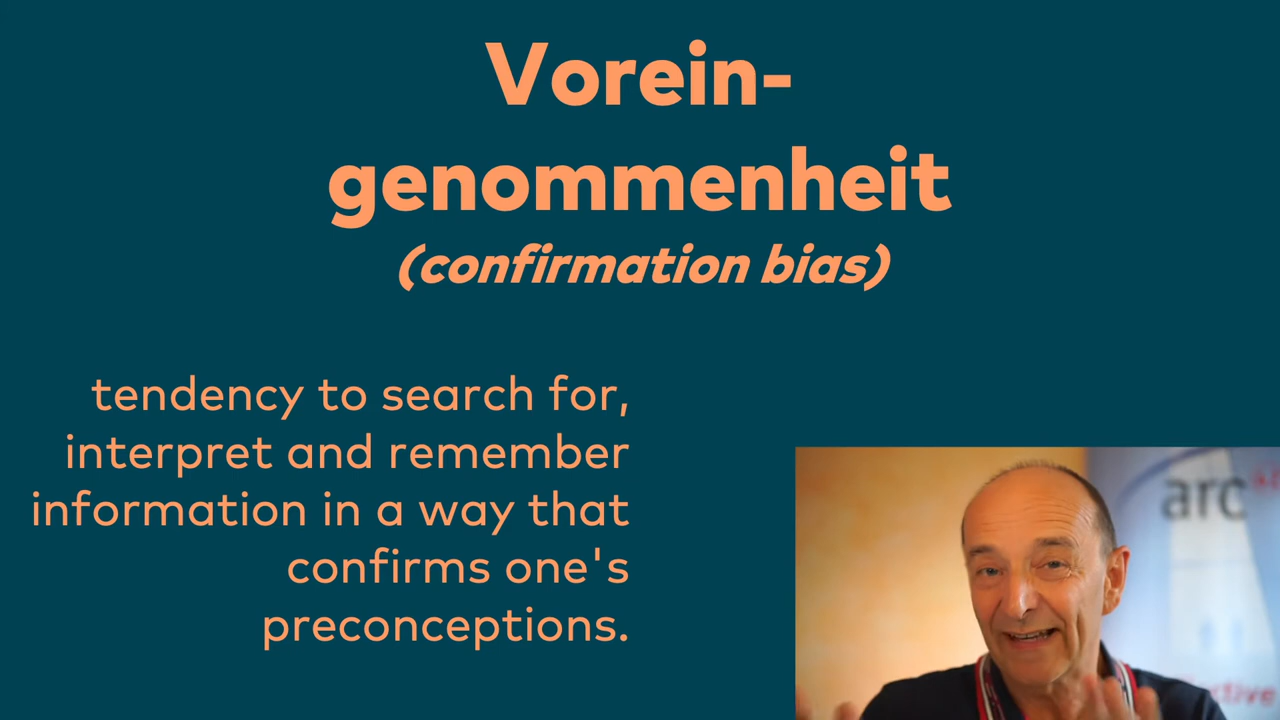 Vorein-
genommenheit
(confirmation bias)
tendency to search for,
interpret and remember
information in a way that
confirms one's
preconceptions.
arc